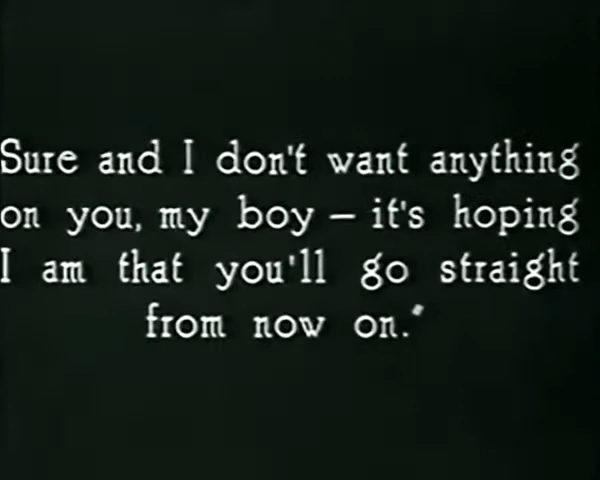 Sure and I don't want anything
on you, my boy — it's hoping
I am that you'll go straight
from now on."